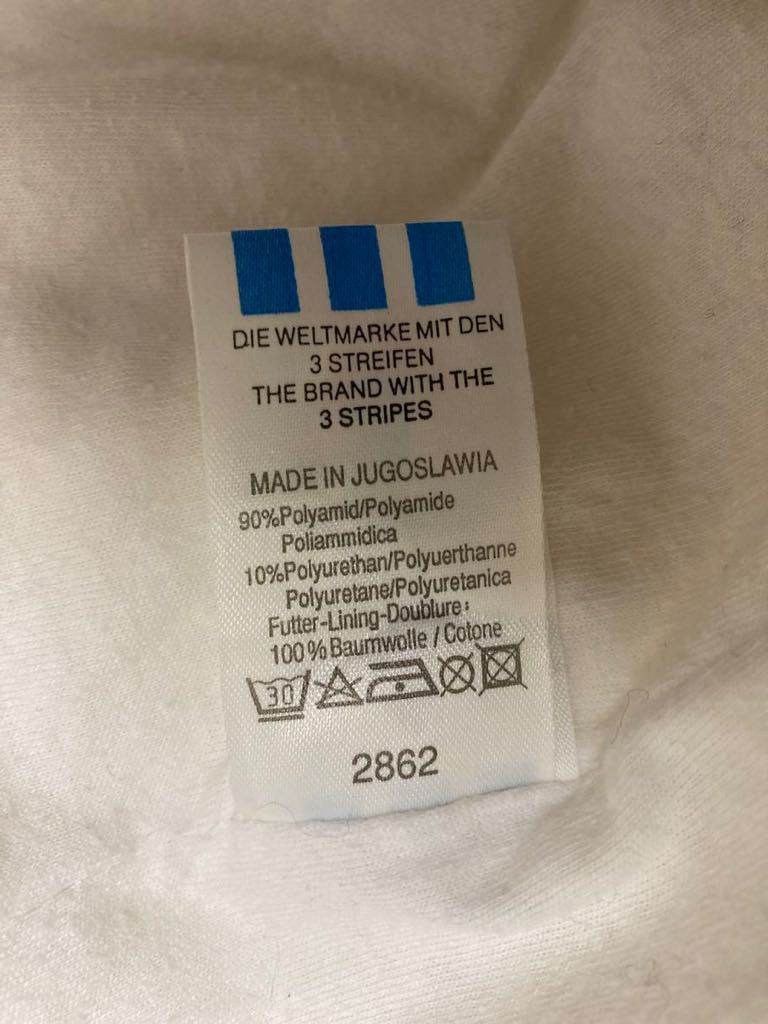 DIE WELTMARKE MIT DEN
3 STREIFEN
THE BRAND WITH THE
3 STRIPES
MADE IN JUGOSLAWIA
90%Polyamid/Polyamide
Poliammidica
10%Polyurethan/Polyuerthanne
Polyuretane/Polyuretanica
Futter-Lining-Doublure:
100%Baumwolle / Cotone
30
2862